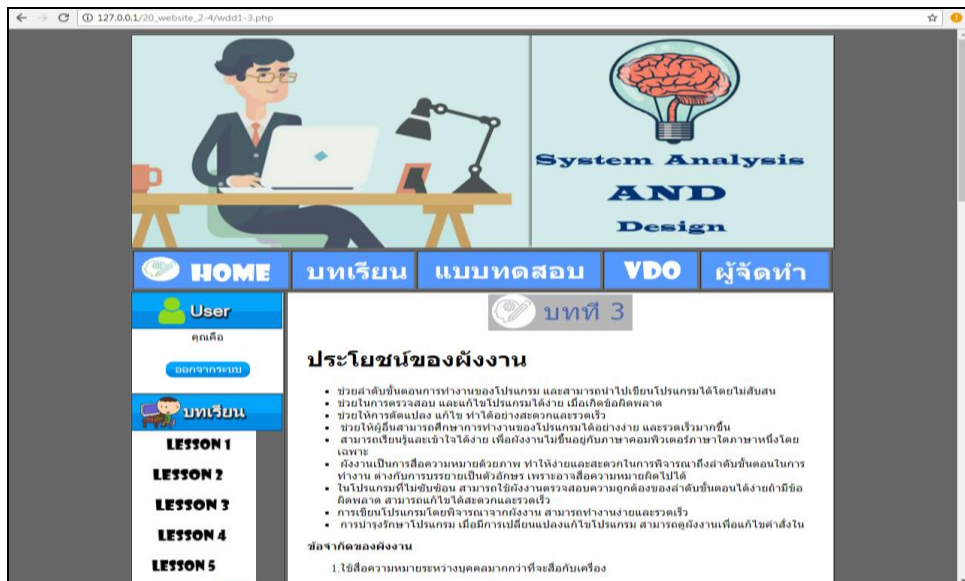 127.0.0.1/20_website_2-4/wdd1-3.php
System Analysis
AND
Design
HOME
บทเรียน
แบบทดสอบ
VDO
ผู้จัดทำ
User
คุณคือ
ออกจากระบบ
บทเรียน
LESSON 1
LESSON 2
LESSON 3
LESSON 4
LESSON 5
บทที่ 3
ประโยชน์ของผังงาน
ช่วยลำดับขั้นตอนการทำงานของโปรแกรม และสามารถนำไปเขียนโปรแกรมได้โดยไม่สับสน
ช่วยในการตรวจสอบ และแก้ไขโปรแกรมได้ง่าย เมื่อเกิดข้อผิดพลาด
ช่วยให้การดัดแปลง แก้ไข ทำได้อย่างสะดวกและรวดเร็ว
ช่วยให้ผู้อื่นสามารถศึกษาการทำงานของโปรแกรมได้อย่างง่าย และรวดเร็วมากขึ้น
สามารถเรียนรู้และเข้าใจได้ง่าย เพื่อผังงานไม่ขึ้นอยู่กับภาษาคอมพิวเตอร์ภาษาใดภาษาหนึ่งโดย
เฉพาะ
ผังงานเป็นการสื่อความหมายด้วยภาพ ทำให้ง่ายและสะดวกในการพิจารณาถึงลำดับขั้นตอนในการ
ทำงาน ต่างกับการบรรยายเป็นตัวอักษร เพราะอาจสื่อความหมายผิดไปได้
ในโปรแกรมที่ไม่ซับซ้อน สามารถใช้ผังงานตรวจสอบความถูกต้องของลำดับขั้นตอนได้ง่ายถ้ามีข้อ
ผิดพลาด สามารถแก้ไขได้สะดวกและรวดเร็ว
การเขียนโปรแกรมโดยพิจารณาจากผังงาน สามารถทำงานง่ายและรวดเร็ว
การบำรุงรักษาโปรแกรม เมื่อมีการเปลี่ยนแปลงแก้ไขโปรแกรม สามารถดูผังงานเพื่อแก้ไขคำสั่งใน
ข้อจำกัดของผังงาน
1.ใช้สื่อความหมายระหว่างบุคคลมากกว่าที่จะสื่อกับเครื่อง